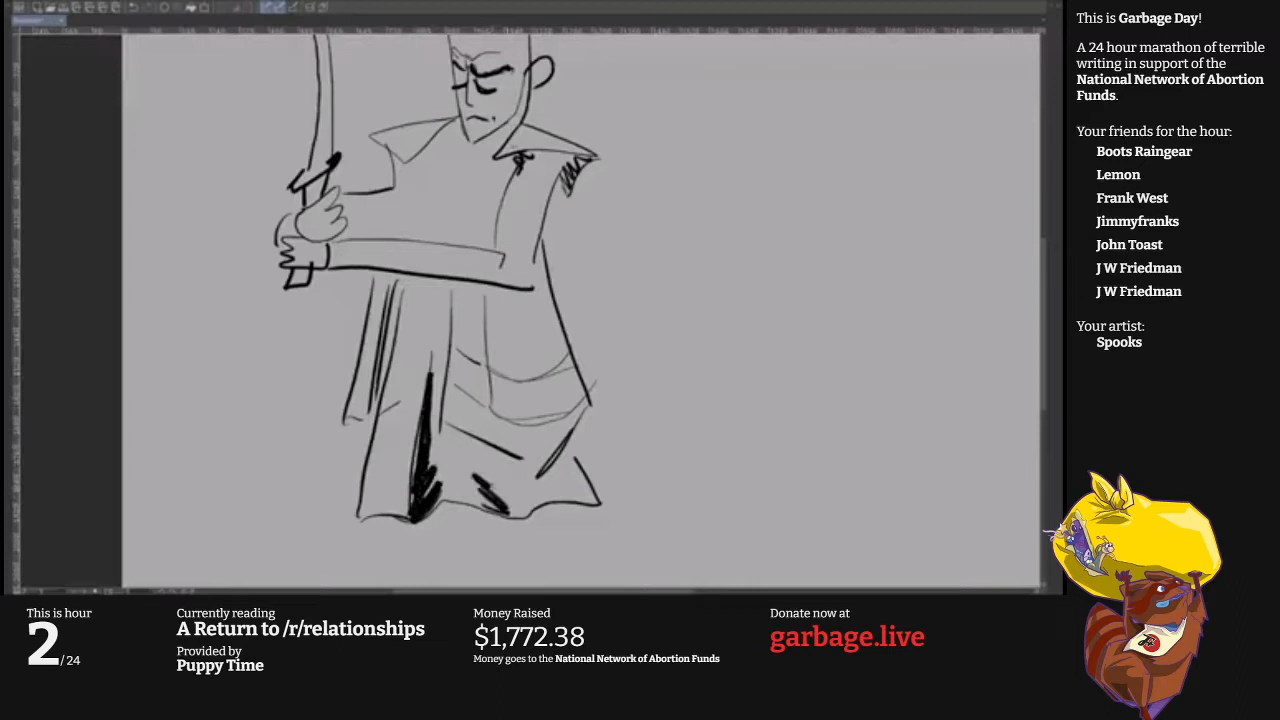 This is Garbage Day!
A 24 hour marathon of terrible
writing in support of the
National Network of Abortion
Funds.
Your friends for the hour:
Boots Raingear
Lemon
Frank West
Jimmyfranks
John Toast
J W Friedman
J W Friedman
Your artist:
Spooks
This is hour
2/24
Currently reading
A Return to /r/relationships
Provided by
Puppy Time
Money Raised
$1,772.38
Money goes to the National Network of Abortion Funds
Donate now at
garbage.live